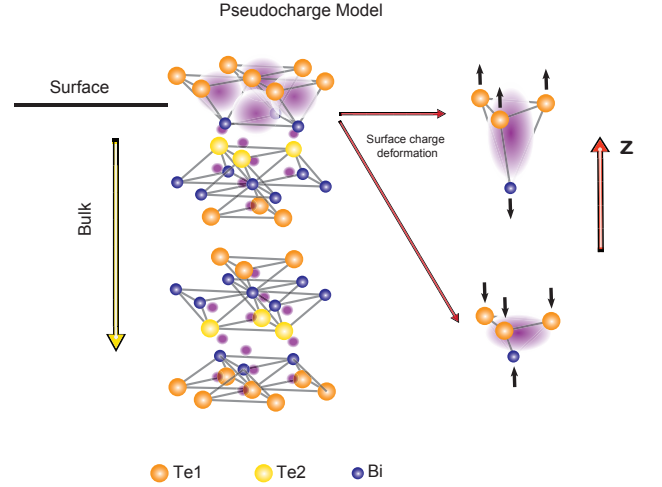 Pseudocharge Model
Surface
Surface charge
deformation
Z
Bulk
Te1
Te2
Bi